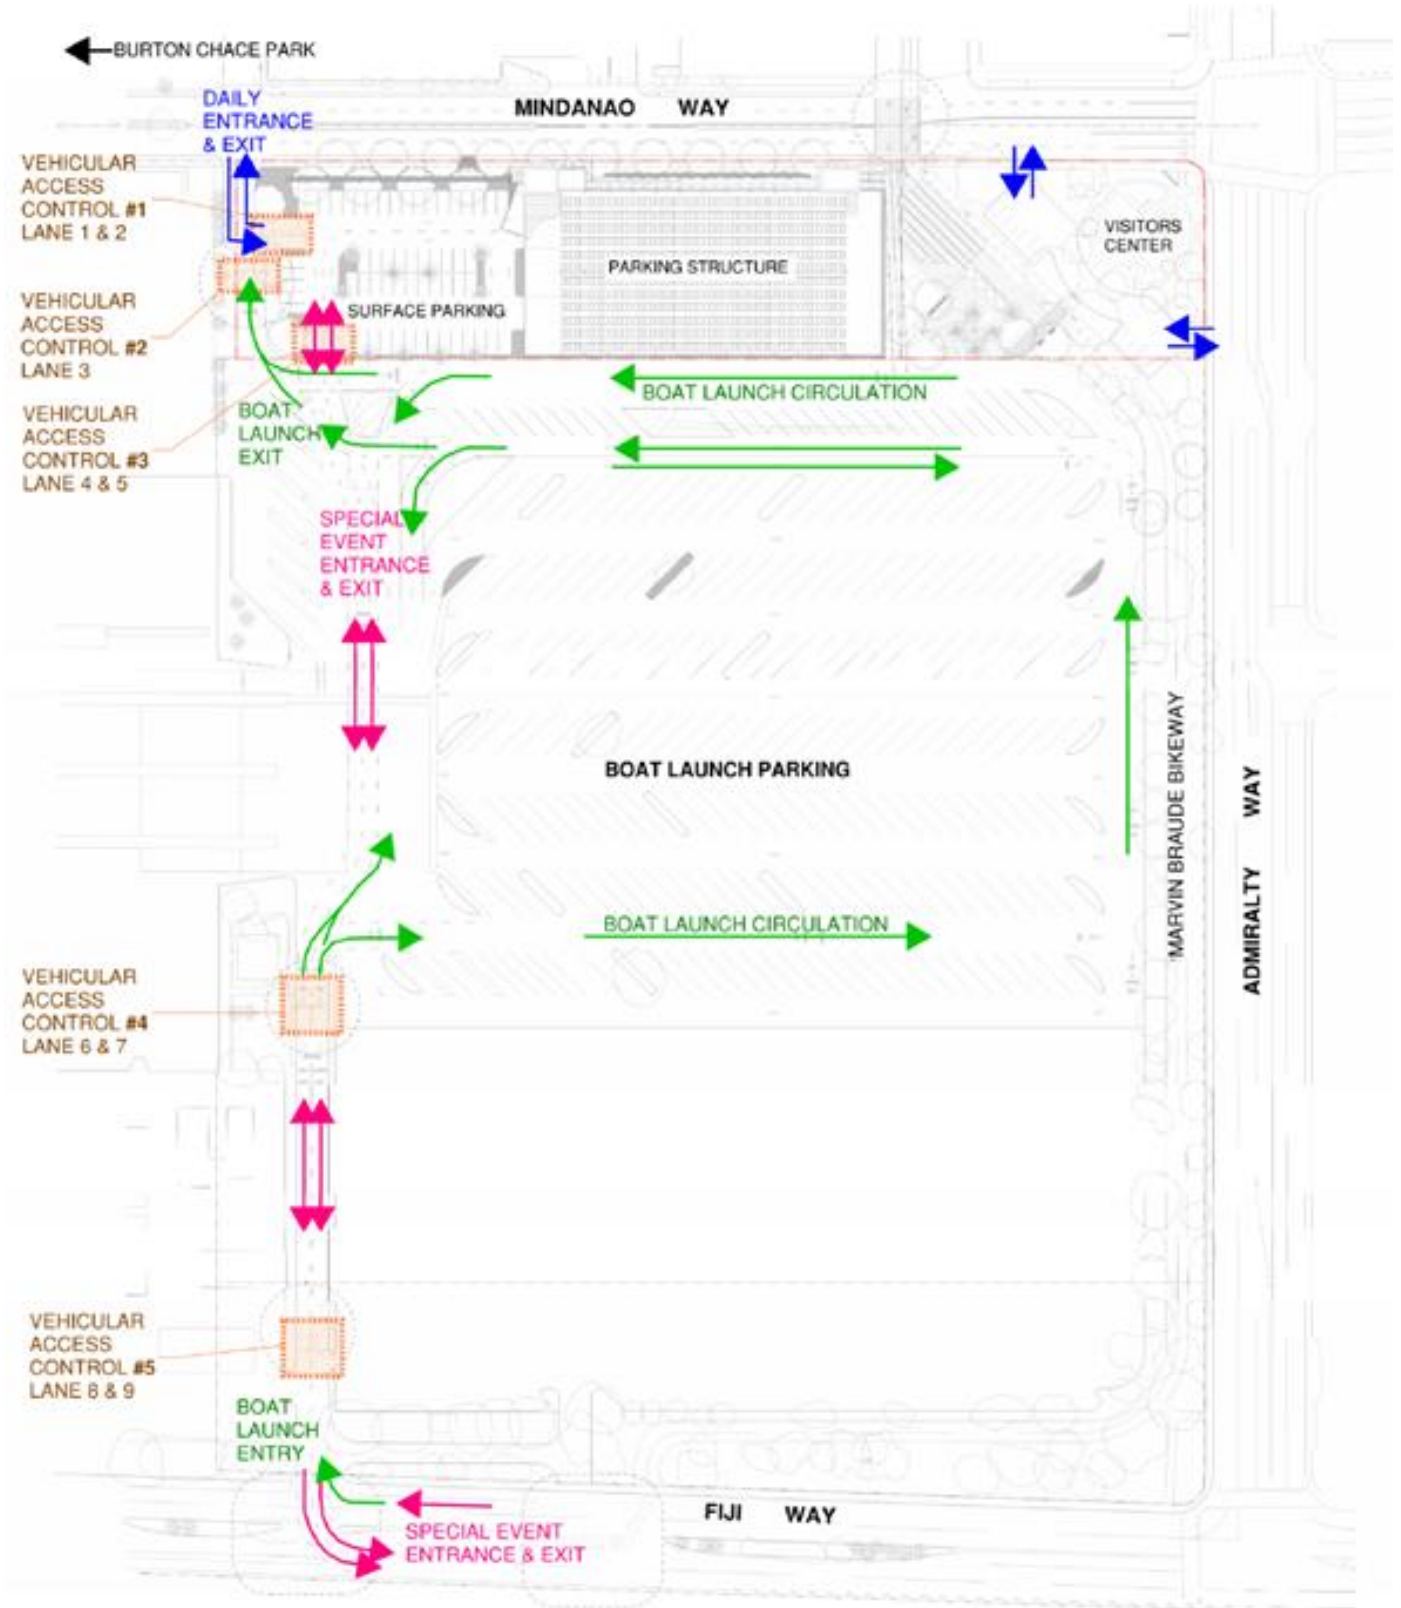 BURTON CHACE PARK
DAILY
ENTRANCE
& EXIT
MINDANAO WAY
VEHICULAR
ACCESS
CONTROL #1
LANE 1 & 2
VISITORS
CENTER
PARKING STRUCTURE
SURFACE PARKING
VEHICULAR
ACCESS
CONTROL #2
LANE 3
BOAT LAUNCH CIRCULATION
VEHICULAR
ACCESS
CONTROL #3
LANE 4 & 5
BOAT
LAUNCH
EXIT
SPECIAL
EVENT
ENTRANCE
& EXIT
BOAT LAUNCH PARKING
MARVIN BRAUDE BIKEWAY
ADMIRALTY WAY
BOAT LAUNCH CIRCULATION
VEHICULAR
ACCESS
CONTROL #4
LANE 6 & 7
VEHICULAR
ACCESS
CONTROL #5
LANE 8 & 9
BOAT
LAUNCH
ENTRY
FIJI WAY
SPECIAL EVENT
ENTRANCE & EXIT